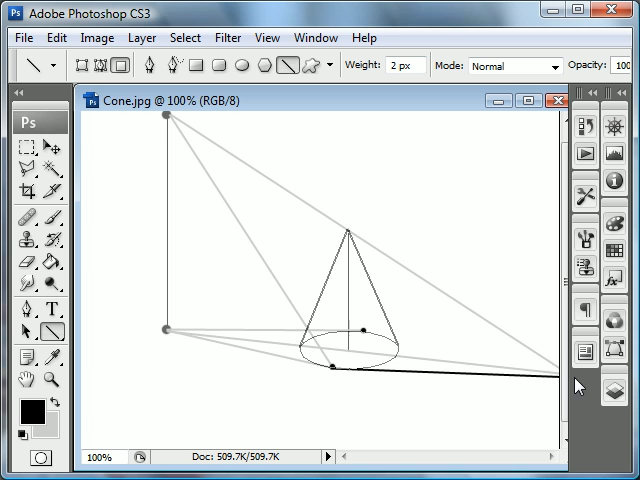 Ps Adobe Photoshop CS3
File Edit Image Layer Select Filter View Window Help
Weight: 2 px Mode: Normal Opacity: 100
Cone.jpg @ 100% (RGB/8)
Ps
T
100% Doc: 509.7K/509.7K